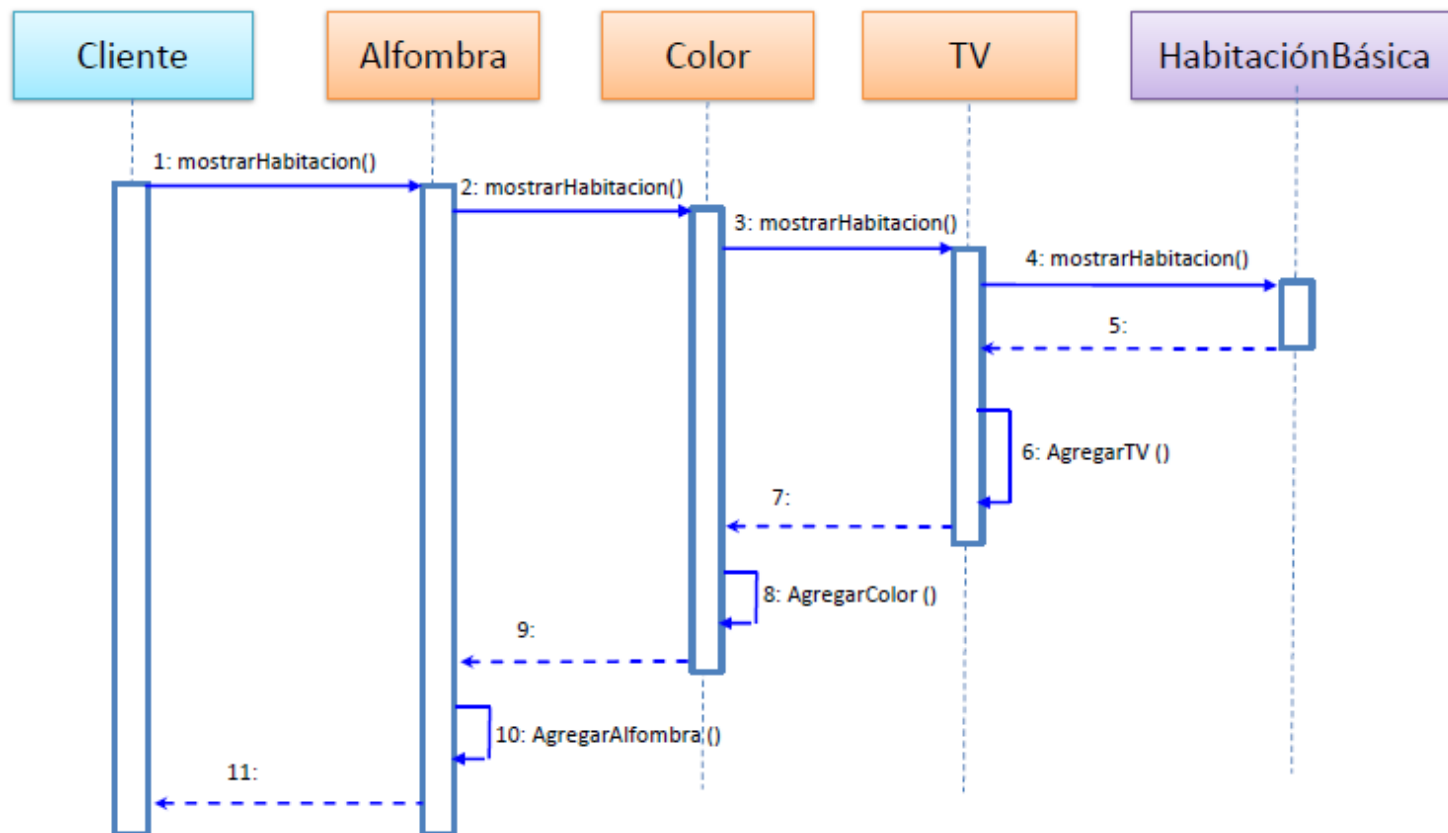 Cliente
Alfombra
Color
TV
HabitaciónBásica
1: mostrarHabitacion()
2: mostrarHabitacion()
3: mostrarHabitacion()
4: mostrarHabitacion()
5:
6: AgregarTV ()
7:
8: AgregarColor ()
9:
10: AgregarAlfombra ()
11: